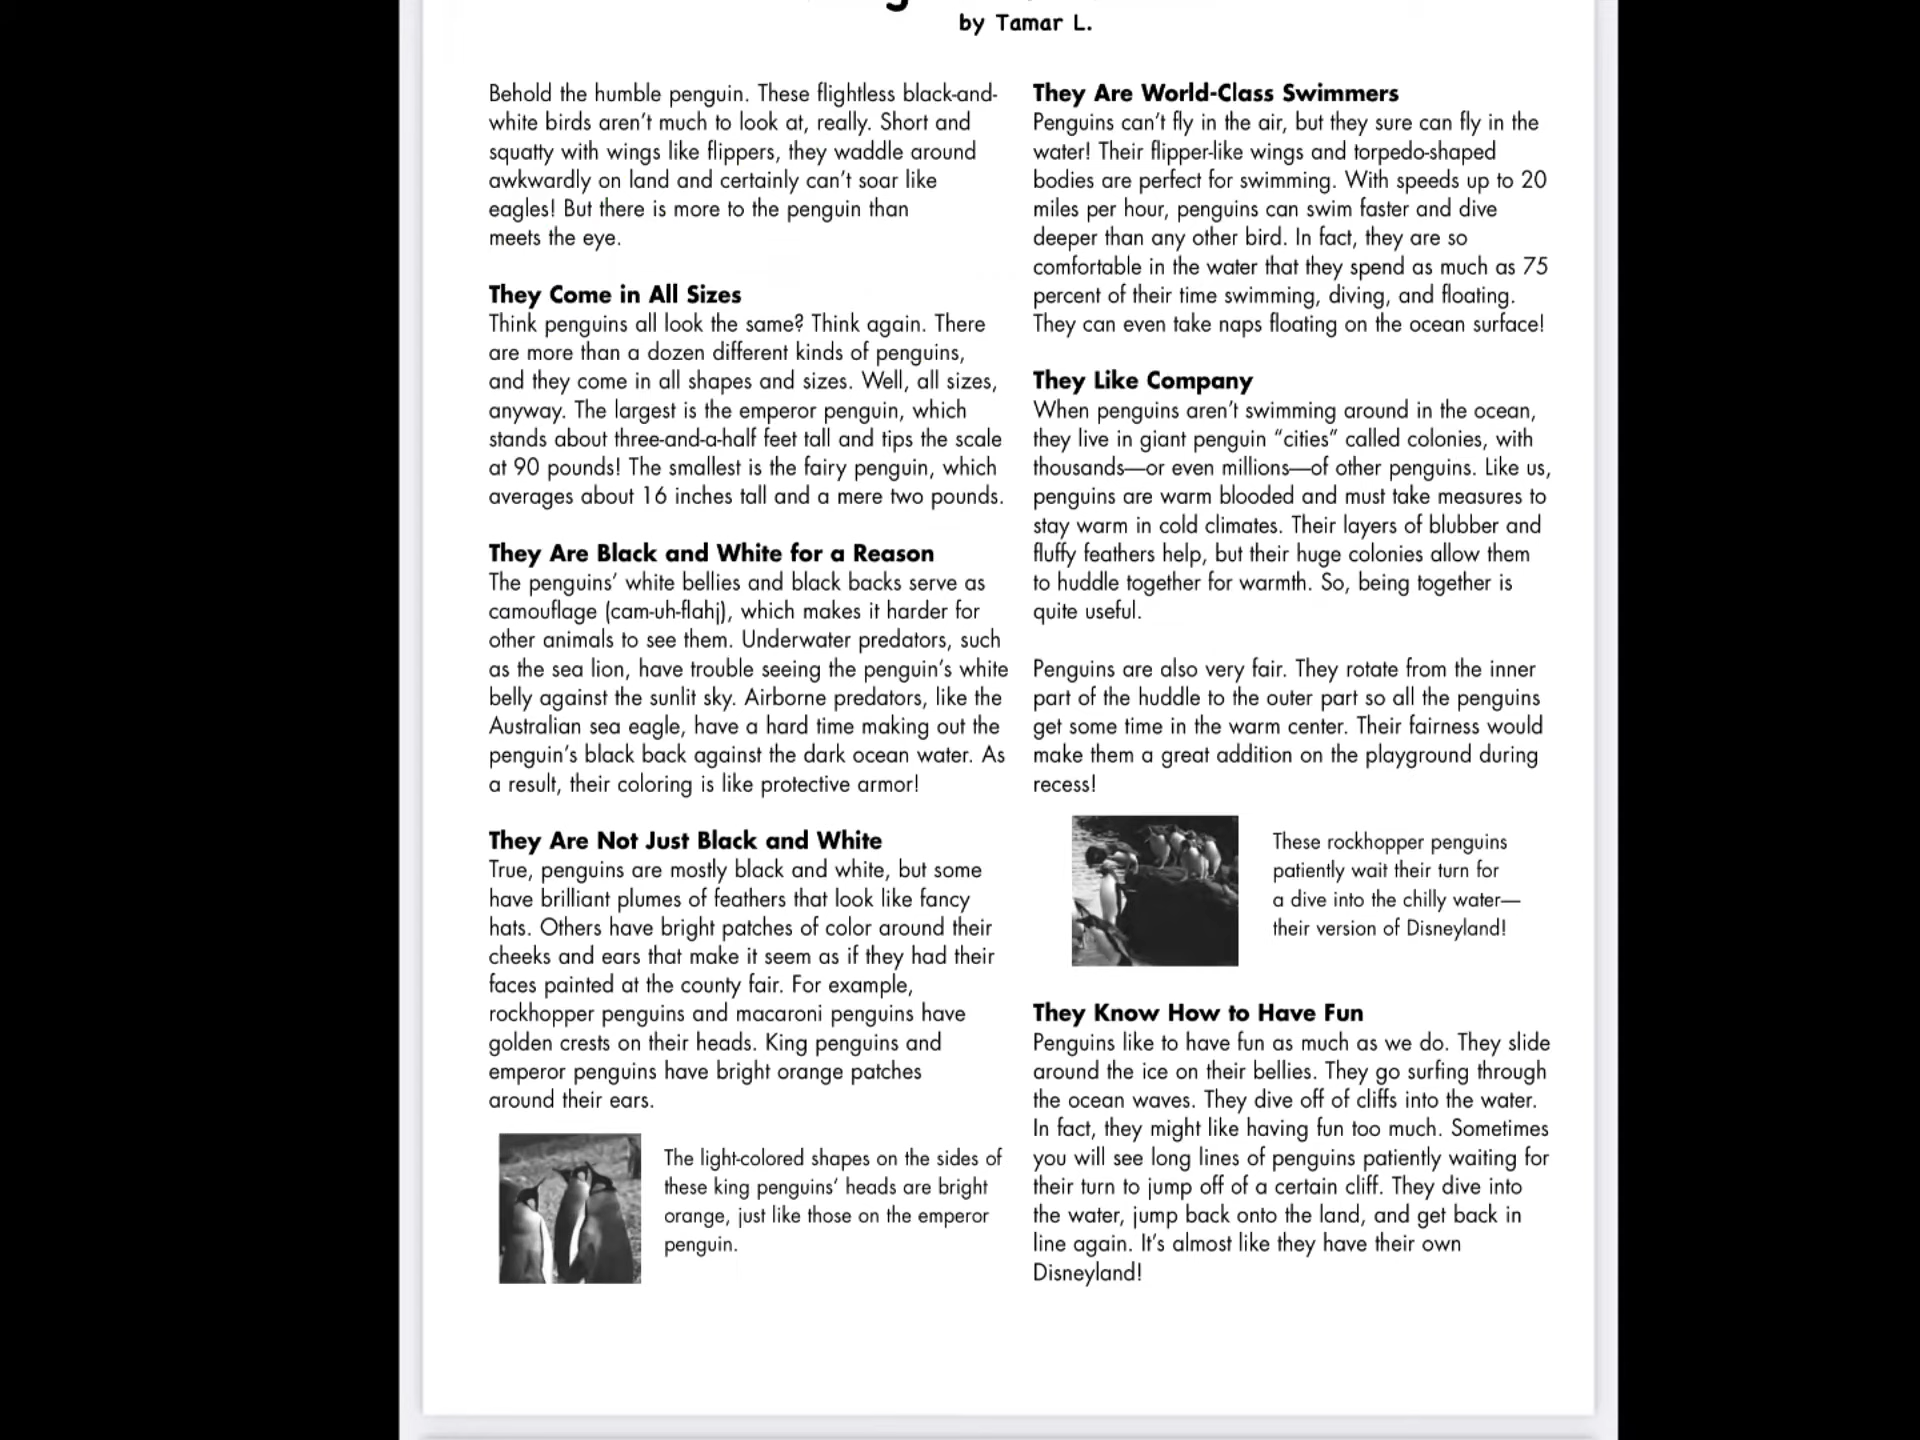 by Tamar L.
Behold the humble penguin. These flightless black-and-
white birds aren't much to look at, really. Short and
squatty with wings like flippers, they waddle around
awkwardly on land and certainly can't soar like
eagles! But there is more to the penguin than
meets the eye.
They Come in All Sizes
Think penguins all look the same? Think again. There
are more than a dozen different kinds of penguins,
and they come in all shapes and sizes. Well, all sizes,
anyway. The largest is the emperor penguin, which
stands about three-and-a-half feet tall and tips the scale
at 90 pounds! The smallest is the fairy penguin, which
averages about 16 inches tall and a mere two pounds.
They Are Black and White for a Reason
The penguins' white bellies and black backs serve as
camouflage (cam-uh-flahj), which makes it harder for
other animals to see them. Underwater predators, such
as the sea lion, have trouble seeing the penguin's white
belly against the sunlit sky. Airborne predators, like the
Australian sea eagle, have a hard time making out the
penguin's black back against the dark ocean water. As
a result, their coloring is like protective armor!
They Are Not Just Black and White
True, penguins are mostly black and white, but some
have brilliant plumes of feathers that look like fancy
hats. Others have bright patches of color around their
cheeks and ears that make it seem as if they had their
faces painted at the county fair. For example,
rockhopper penguins and macaroni penguins have
golden crests on their heads. King penguins and
emperor penguins have bright orange patches
around their ears.
The light-colored shapes on the sides of
these king penguins' heads are bright
orange, just like those on the emperor
penguin.
They Are World-Class Swimmers
Penguins can't fly in the air, but they sure can fly in the
water! Their flipper-like wings and torpedo-shaped
bodies are perfect for swimming. With speeds up to 20
miles per hour, penguins can swim faster and dive
deeper than any other bird. In fact, they are so
comfortable in the water that they spend as much as 75
percent of their time swimming, diving, and floating.
They can even take naps floating on the ocean surface!
They Like Company
When penguins aren't swimming around in the ocean,
they live in giant penguin "cities" called colonies, with
thousands—or even millions—of other penguins. Like us,
penguins are warm blooded and must take measures to
stay warm in cold climates. Their layers of blubber and
fluffy feathers help, but their huge colonies allow them
to huddle together for warmth. So, being together is
quite useful.
Penguins are also very fair. They rotate from the inner
part of the huddle to the outer part so all the penguins
get some time in the warm center. Their fairness would
make them a great addition on the playground during
recess!
These rockhopper penguins
patiently wait their turn for
a dive into the chilly water—
their version of Disneyland!
They Know How to Have Fun
Penguins like to have fun as much as we do. They slide
around the ice on their bellies. They go surfing through
the ocean waves. They dive off of cliffs into the water.
In fact, they might like having fun too much. Sometimes
you will see long lines of penguins patiently waiting for
their turn to jump off of a certain cliff. They dive into
the water, jump back onto the land, and get back in
line again. It's almost like they have their own
Disneyland!